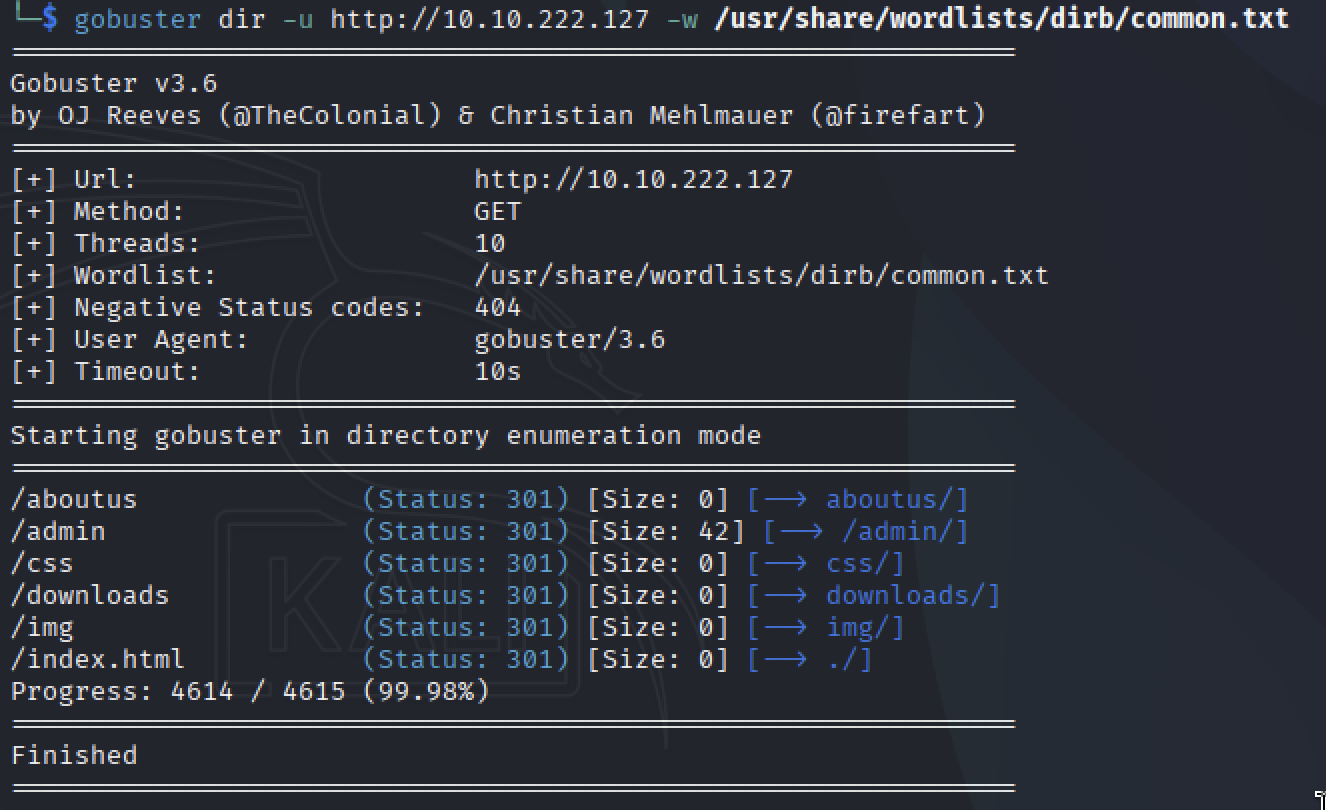 └─$ gobuster dir -u http://10.10.222.127 -w /usr/share/wordlists/dirb/common.txt
===============================================================
Gobuster v3.6
by OJ Reeves (@TheColonial) & Christian Mehlmauer (@firefart)
===============================================================
[+] Url:                     http://10.10.222.127
[+] Method:                  GET
[+] Threads:                 10
[+] Wordlist:                /usr/share/wordlists/dirb/common.txt
[+] Negative Status codes:   404
[+] User Agent:              gobuster/3.6
[+] Timeout:                 10s
===============================================================
Starting gobuster in directory enumeration mode
===============================================================
/aboutus              (Status: 301) [Size: 0] [--> aboutus/]
/admin                (Status: 301) [Size: 42] [--> /admin/]
/css                  (Status: 301) [Size: 0] [--> css/]
/downloads            (Status: 301) [Size: 0] [--> downloads/]
/img                  (Status: 301) [Size: 0] [--> img/]
/index.html           (Status: 301) [Size: 0] [--> ./]
Progress: 4614 / 4615 (99.98%)
===============================================================
Finished
===============================================================
KALI